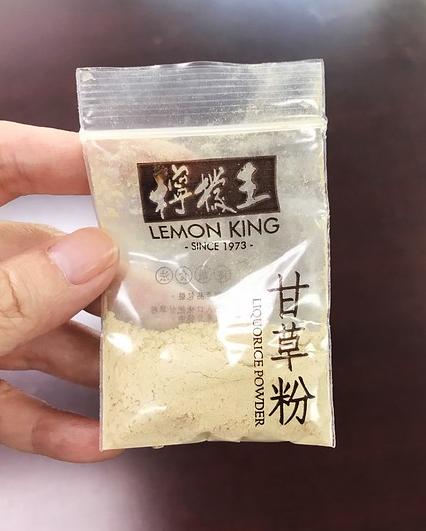 檸檬王
LEMON KING
- SINCE 1973 -
甘草粉
LIQUORICE POWDER